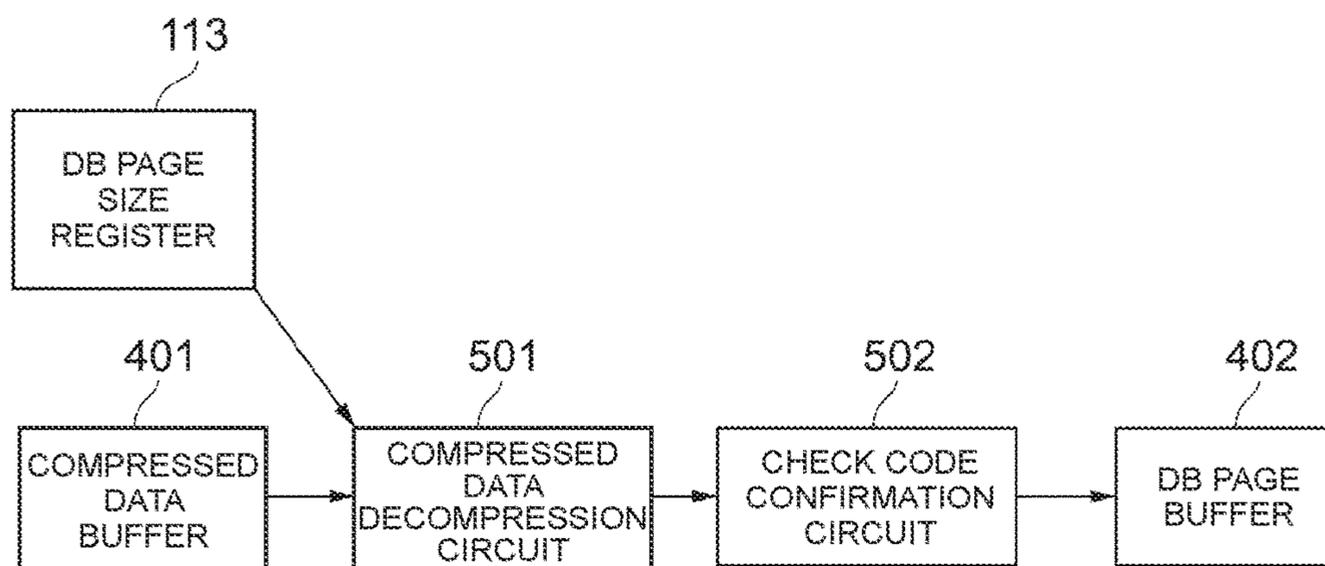 113
DB PAGE
SIZE
REGISTER
401
COMPRESSED
DATA
BUFFER
501
COMPRESSED
DATA
DECOMPRESSION
CIRCUIT
502
CHECK CODE
CONFIRMATION
CIRCUIT
402
DB PAGE
BUFFER